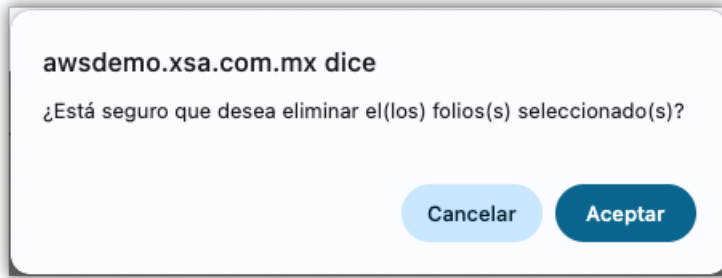 awsdemo.xsa.com.mx dice
¿Está seguro que desea eliminar el(los) folios(s) seleccionado(s)?
Cancelar
Aceptar